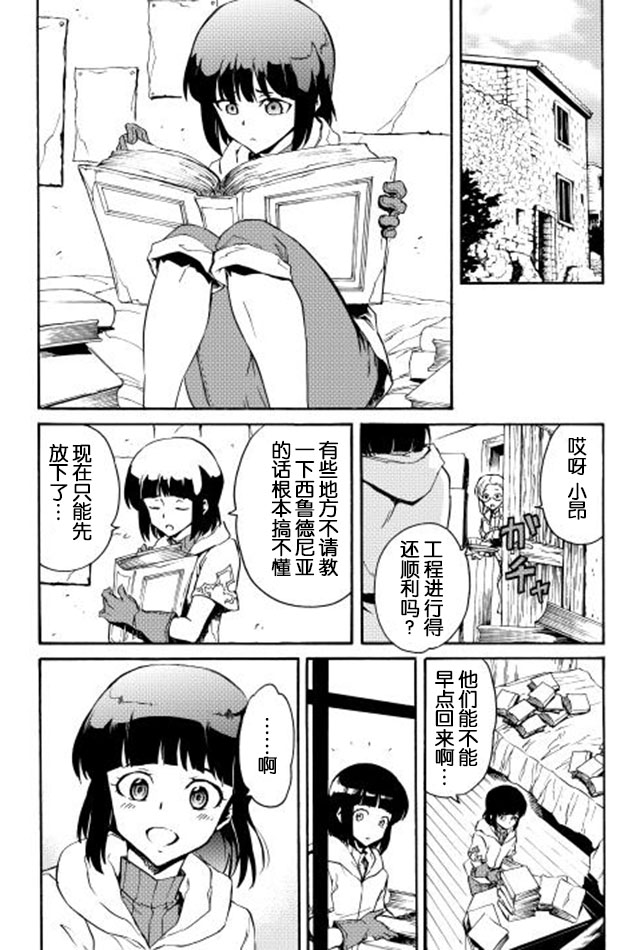 哎呀 小昂
ガチャ
工程进行得
还顺利吗？
有些地方不请教
一下西鲁德尼亚
的话根本搞不懂
现在只能先
放下了…
他们能不能
早点回来啊…
……啊